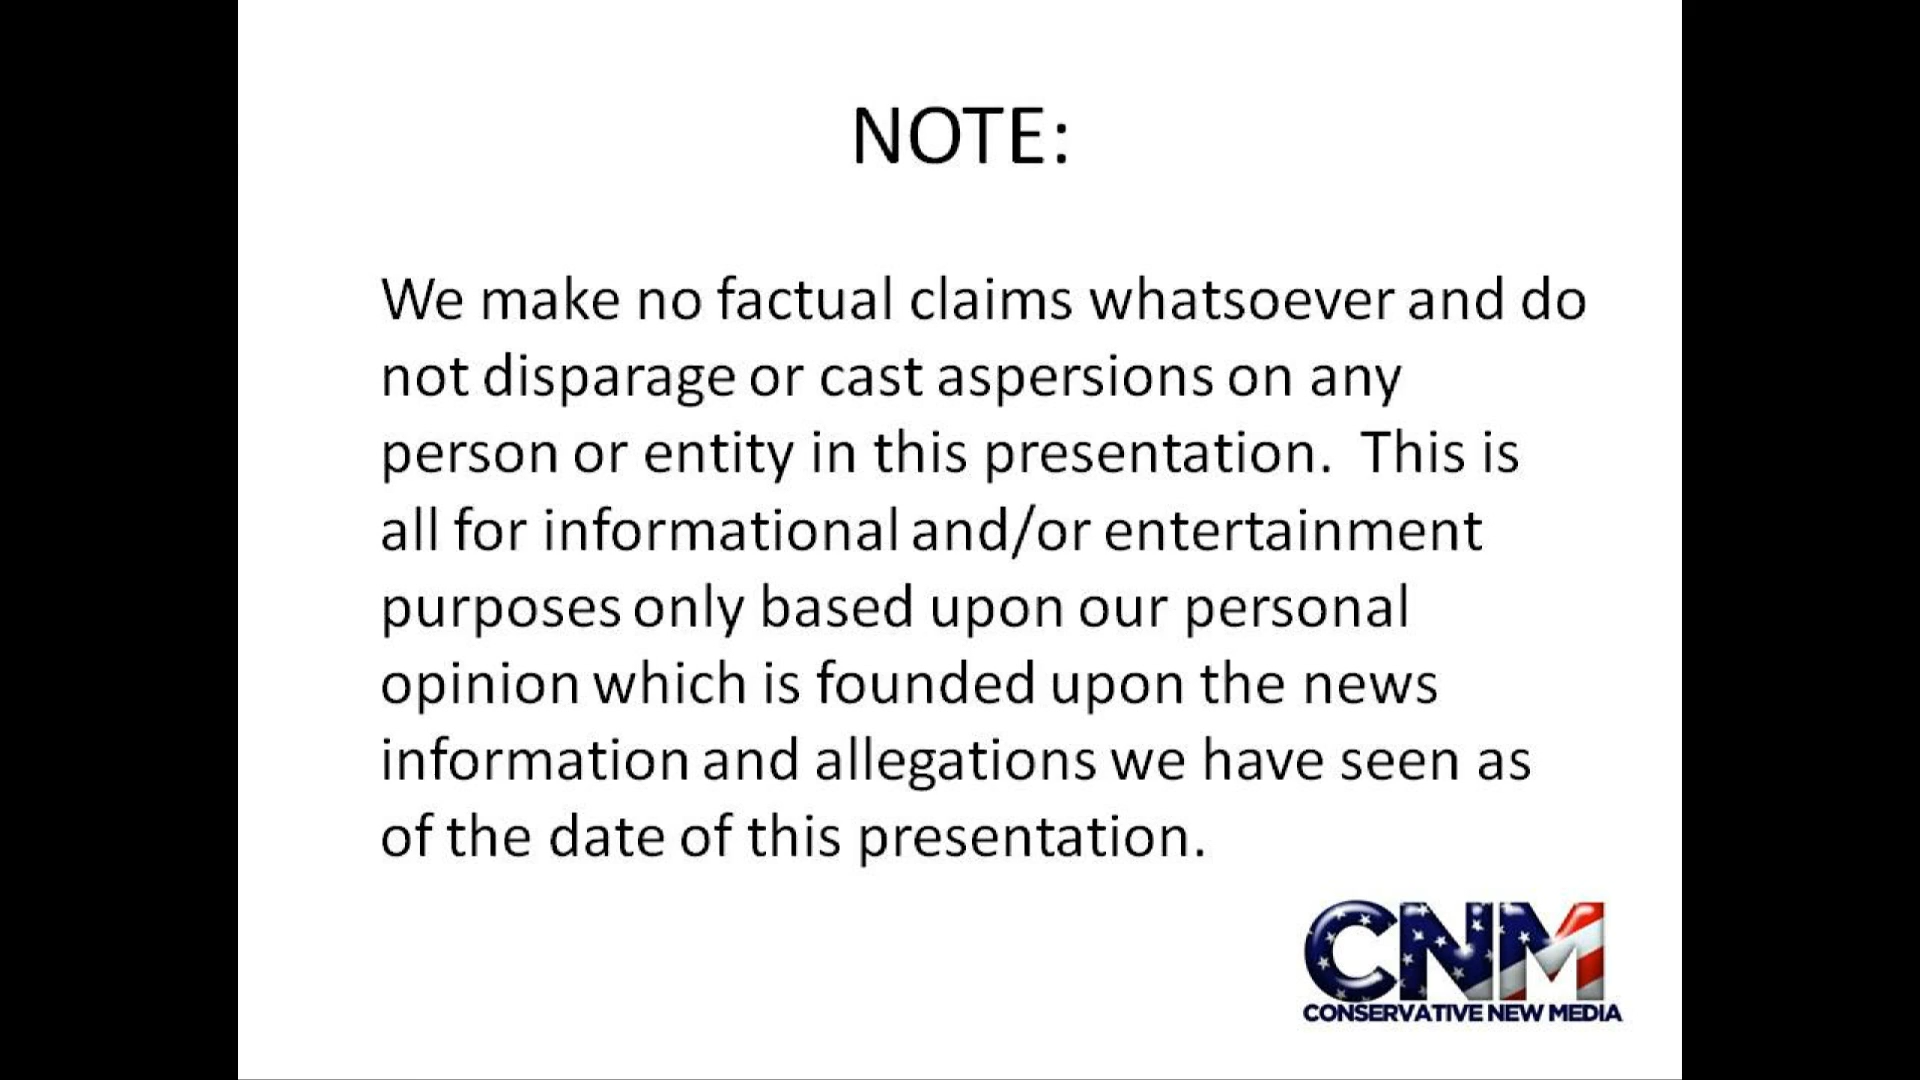 NOTE:
We make no factual claims whatsoever and do
not disparage or cast aspersions on any
person or entity in this presentation.  This is
all for informational and/or entertainment
purposes only based upon our personal
opinion which is founded upon the news
information and allegations we have seen as
of the date of this presentation.
CNM
CONSERVATIVE NEW MEDIA